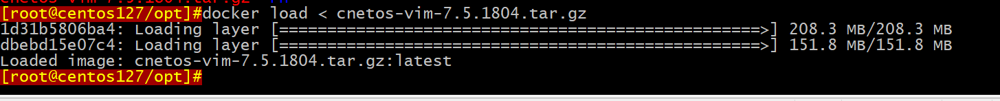 [root@centos127/opt]#docker load < cnetos-vim-7.5.1804.tar.gz
1d31b5806ba4: Loading layer [==================================================>] 208.3 MB/208.3 MB
dbebd15e07c4: Loading layer [==================================================>] 151.8 MB/151.8 MB
Loaded image: cnetos-vim-7.5.1804.tar.gz:latest
[root@centos127/opt]#